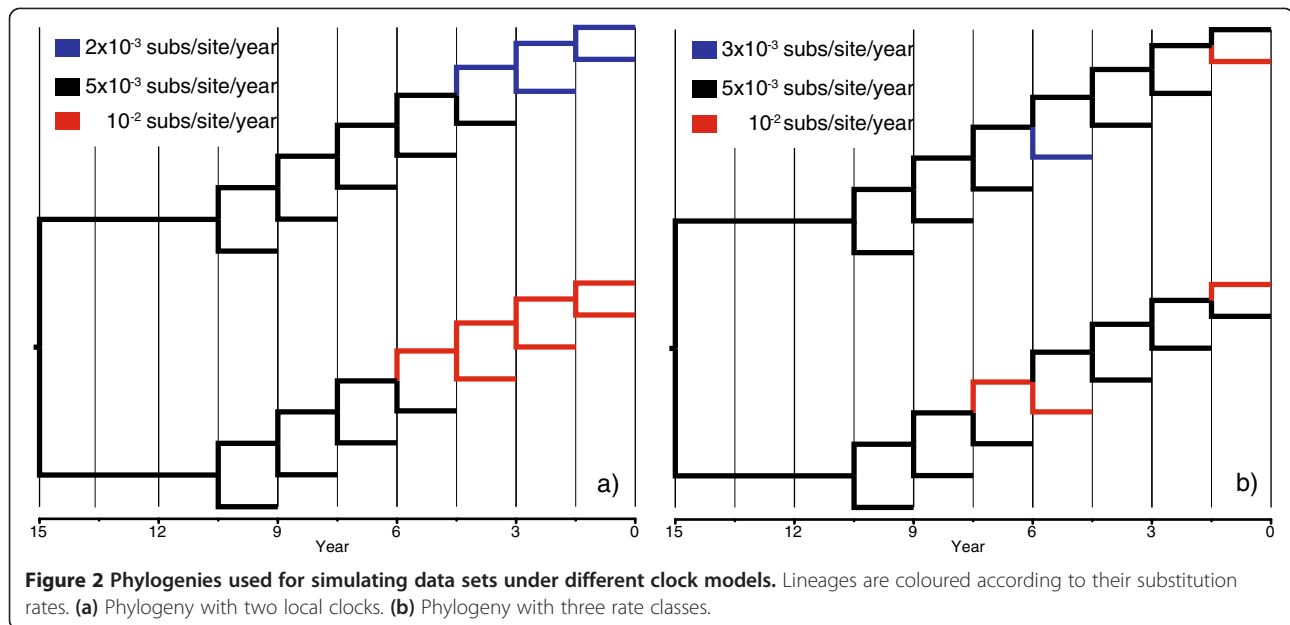 2x10⁻³ subs/site/year
5x10⁻³ subs/site/year
10⁻² subs/site/year
a)
15 12 9 6 3 0
Year
3x10⁻³ subs/site/year
5x10⁻³ subs/site/year
10⁻² subs/site/year
b)
15 12 9 6 3 0
Year
Figure 2 Phylogenies used for simulating data sets under different clock models. Lineages are coloured according to their substitution
rates. (a) Phylogeny with two local clocks. (b) Phylogeny with three rate classes.